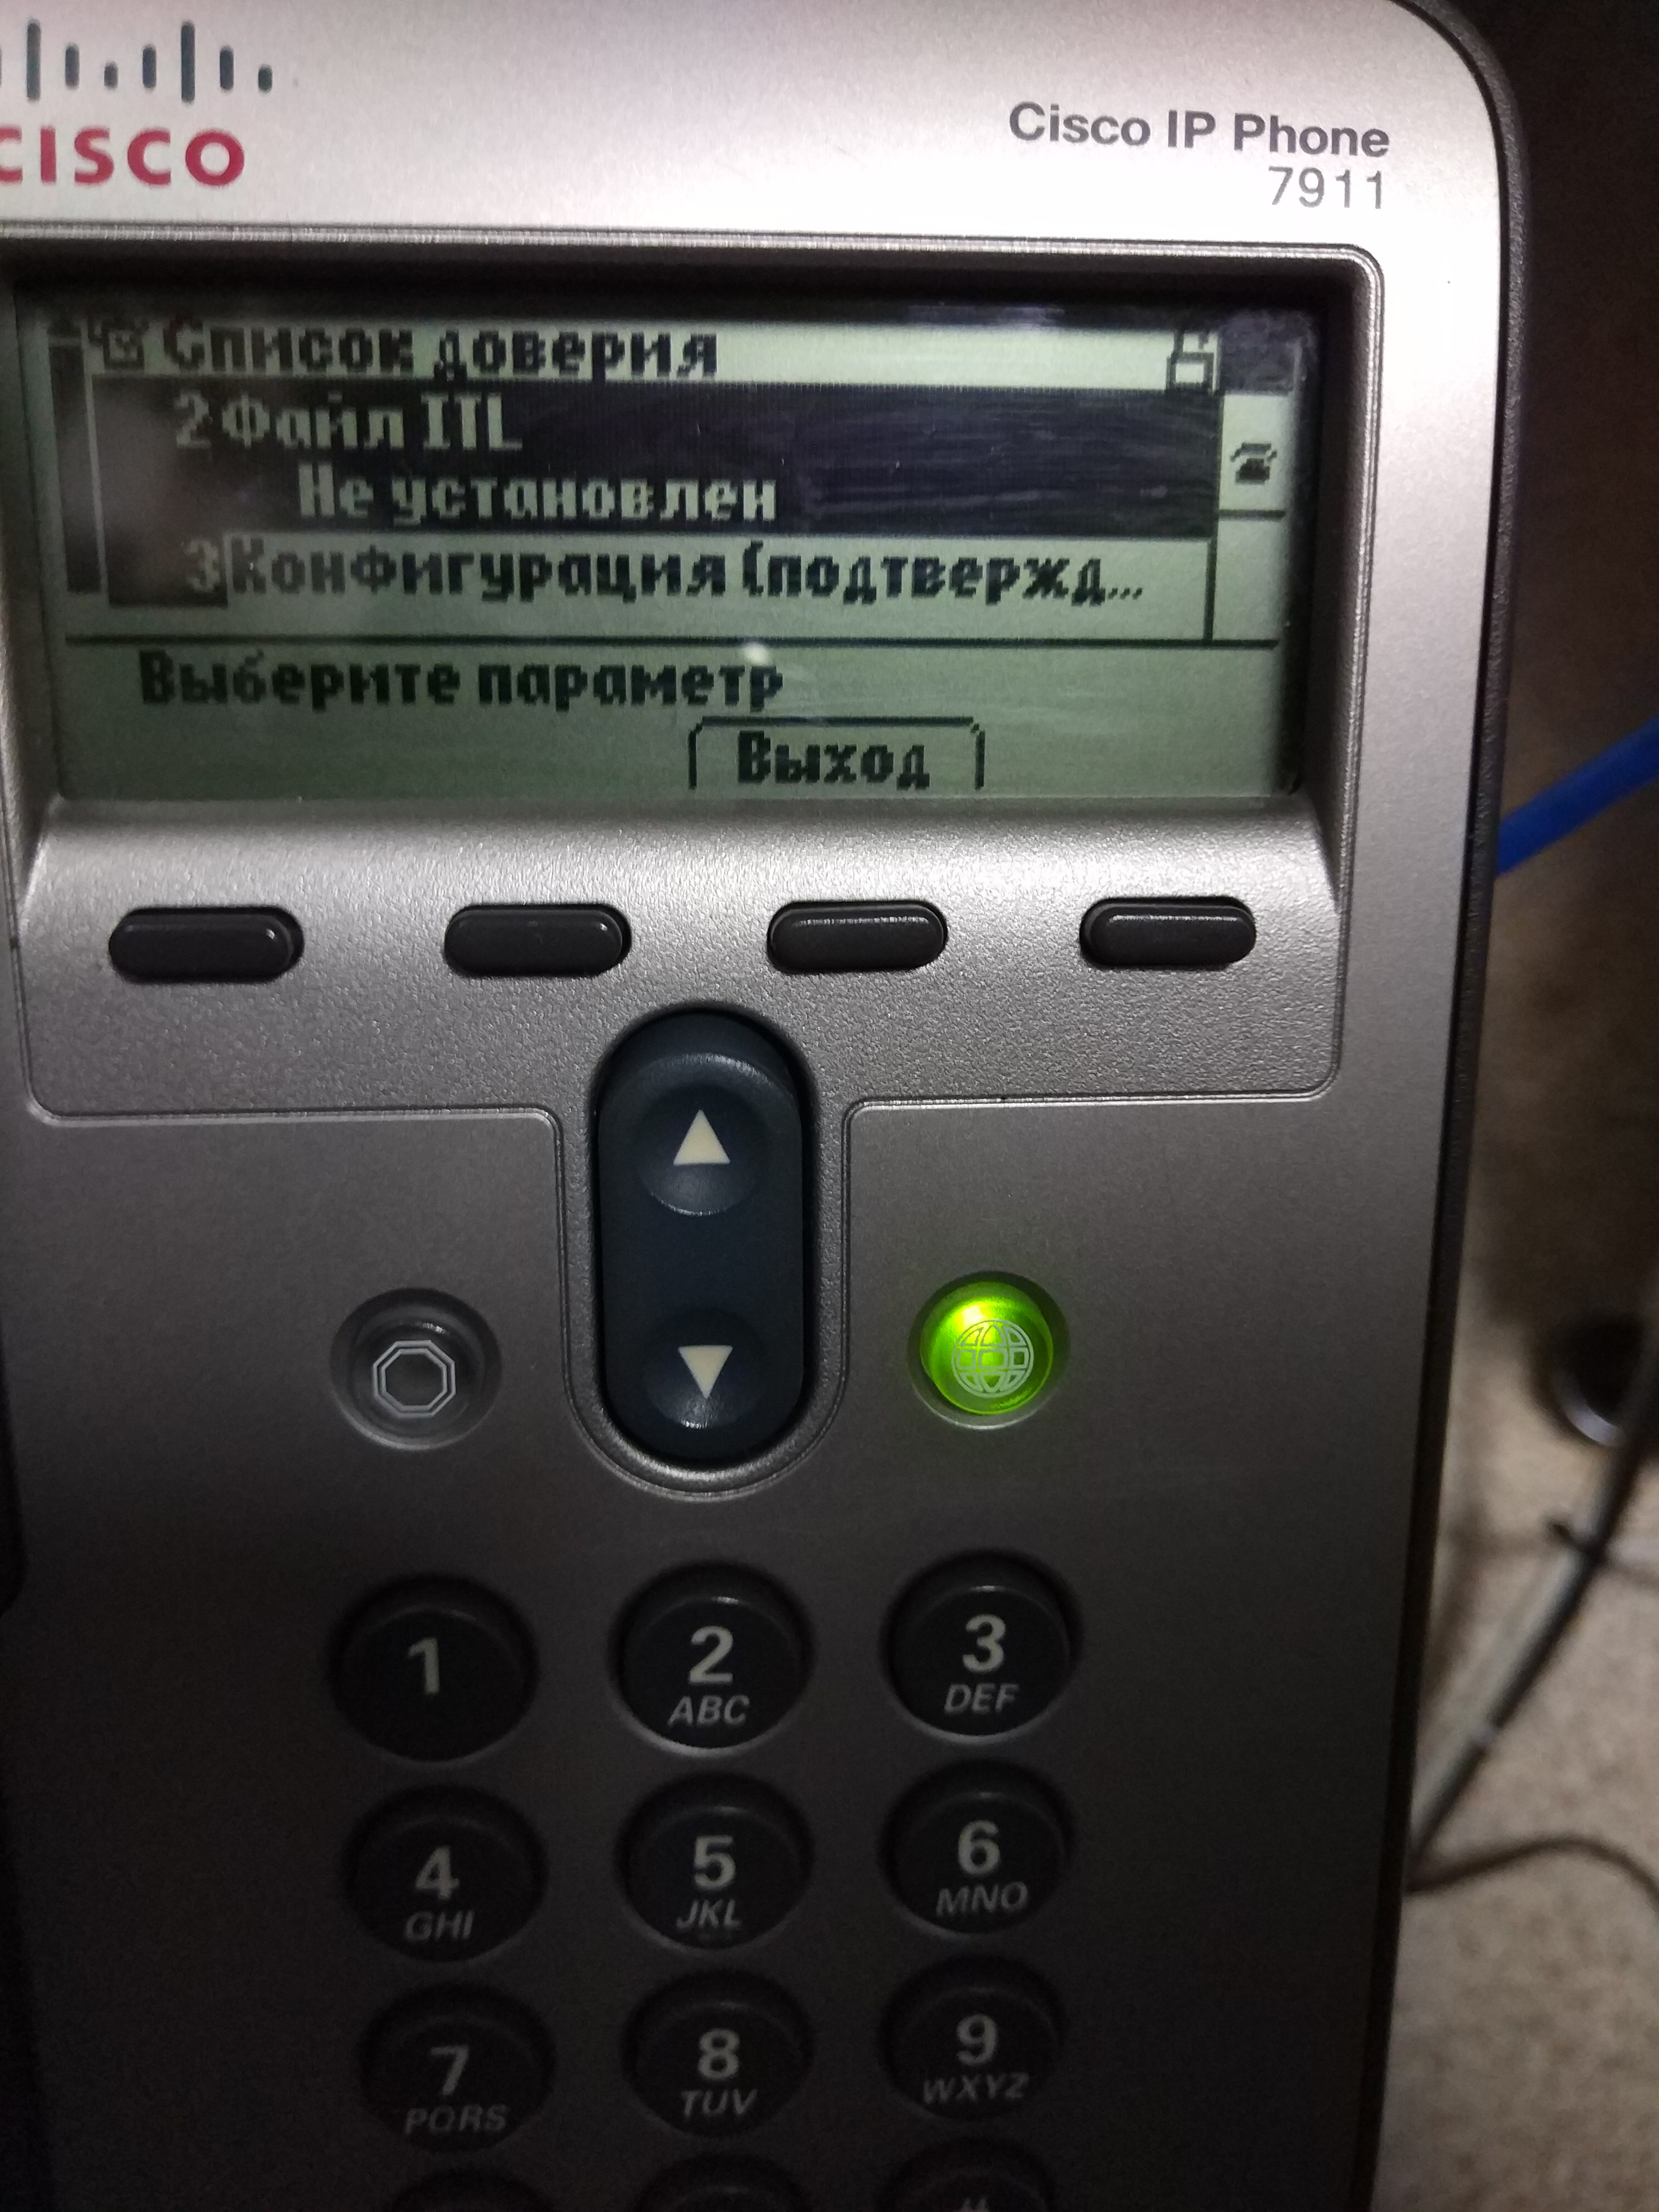 CISCO
Cisco IP Phone
7911
Список доверия
2 Файл ITL
Не установлен
3 Конфигурация (подтвержд...
Выберите параметр
Выход
1
2
ABC
3
DEF
4
GHI
5
JKL
6
MNO
7
PQRS
8
TUV
9
WXYZ